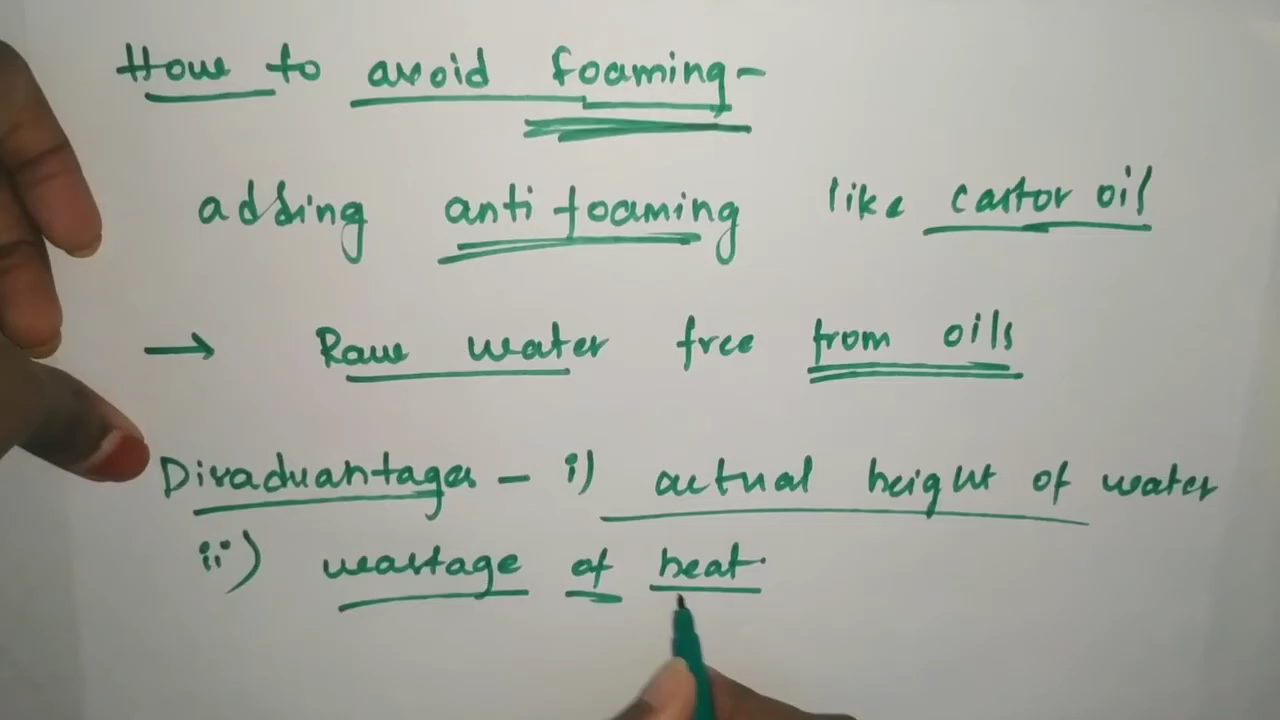 How to avoid foaming-
adding anti foaming like castor oil
→ Raw water free from oils
Disadvantages - i) actual height of water
ii) wastage of heat.